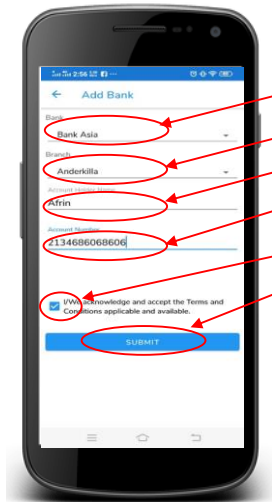 2:56
Add Bank
Bank
Bank Asia
Branch
Anderkilla
Account Holder Name
Afrin
Account Number
2134686068606
I/We acknowledge and accept the Terms and
Conditions applicable and available.
SUBMIT